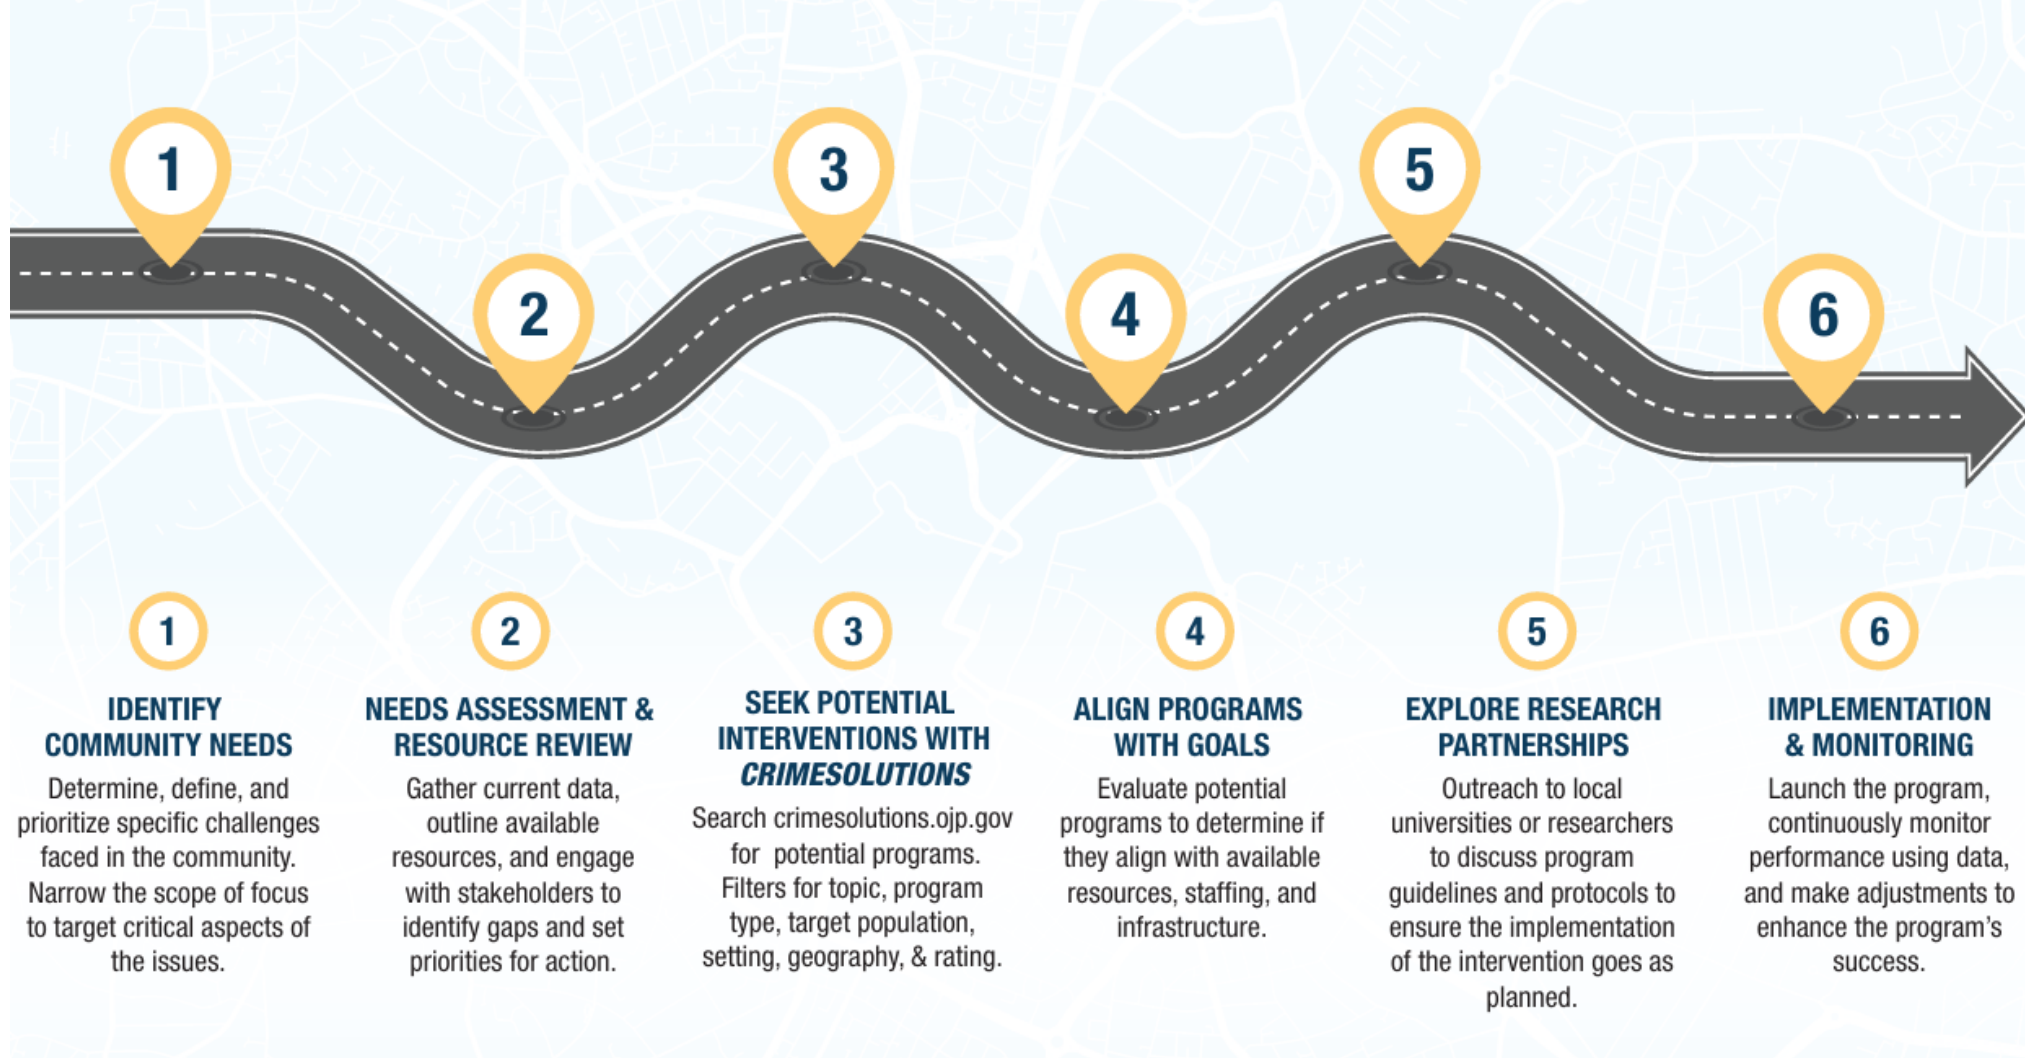 1
3
5
2
4
6
1
IDENTIFY
COMMUNITY NEEDS
Determine, define, and
prioritize specific challenges
faced in the community.
Narrow the scope of focus
to target critical aspects of
the issues.
2
NEEDS ASSESSMENT &
RESOURCE REVIEW
Gather current data,
outline available
resources, and engage
with stakeholders to
identify gaps and set
priorities for action.
3
SEEK POTENTIAL
INTERVENTIONS WITH
CRIMESOLUTIONS
Search crimesolutions.ojp.gov
for potential programs.
Filters for topic, program
type, target population,
setting, geography, & rating.
4
ALIGN PROGRAMS
WITH GOALS
Evaluate potential
programs to determine if
they align with available
resources, staffing, and
infrastructure.
5
EXPLORE RESEARCH
PARTNERSHIPS
Outreach to local
universities or researchers
to discuss program
guidelines and protocols to
ensure the implementation
of the intervention goes as
planned.
6
IMPLEMENTATION
& MONITORING
Launch the program,
continuously monitor
performance using data,
and make adjustments to
enhance the program's
success.